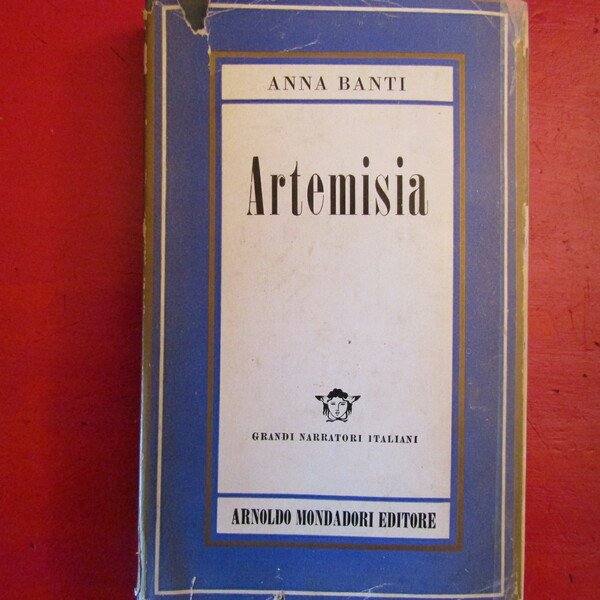 ANNA BANTI
Artemisia
GRANDI NARRATORI ITALIANI
ARNOLDO MONDADORI EDITORE